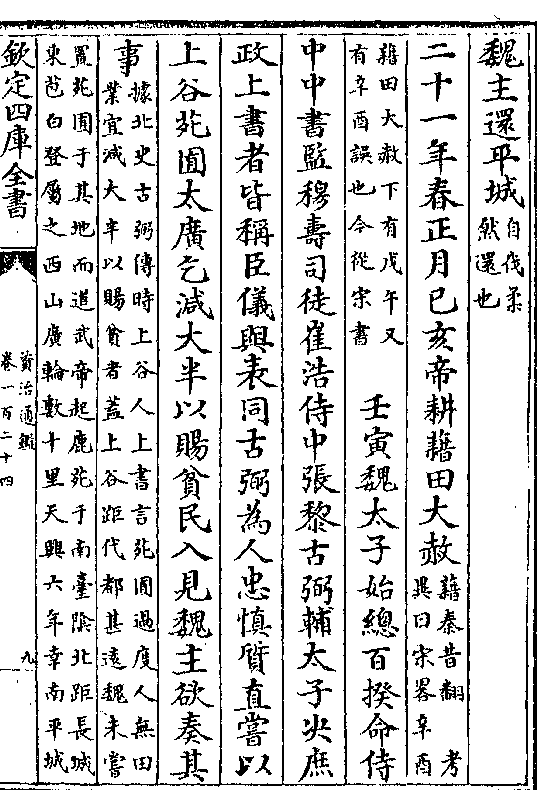 魏主還平城自伐柔
然還也
二十一年春正月已亥帝耕藉田大赦藉秦昔翻 考
異曰宋畧辛酉
藉田大赦下有戊午又
有辛酉誤也今從宋書
壬寅魏太子始總百揆命侍
中中書監穆壽司徒崔浩侍中張黎古弼輔太子决庶
政上書者皆稱臣儀與表同古弼為人忠慎質直嘗以
上谷苑囿太廣乞減大半以賜貧民入見魏主欲奏其
事據北史古弼傳時上谷人上書言苑囿過度人無田
業宜減大半以賜貧者蓋上谷距代都甚逺魏未嘗
置苑囿于其地而道武帝起鹿苑于南臺隂北距長城
東苞白登屬之西山廣輪數十里天興六年幸南平城
欽定四庫全書
資治通鑑
卷一百二十四
九